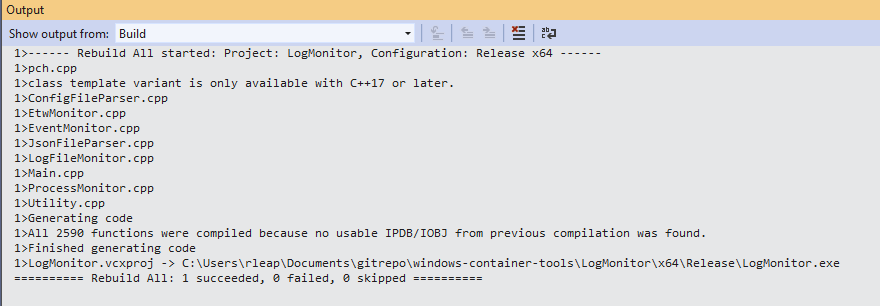 Output
Show output from: Build
1>------ Rebuild All started: Project: LogMonitor, Configuration: Release x64 ------
1>pch.cpp
1>class template variant is only available with C++17 or later.
1>ConfigFileParser.cpp
1>EtwMonitor.cpp
1>EventMonitor.cpp
1>JsonFileParser.cpp
1>LogFileMonitor.cpp
1>Main.cpp
1>ProcessMonitor.cpp
1>Utility.cpp
1>Generating code
1>All 2590 functions were compiled because no usable IPDB/IOBJ from previous compilation was found.
1>Finished generating code
1>LogMonitor.vcxproj -> C:\Users\rleap\Documents\gitrepo\windows-container-tools\LogMonitor\x64\Release\LogMonitor.exe
========== Rebuild All: 1 succeeded, 0 failed, 0 skipped ==========